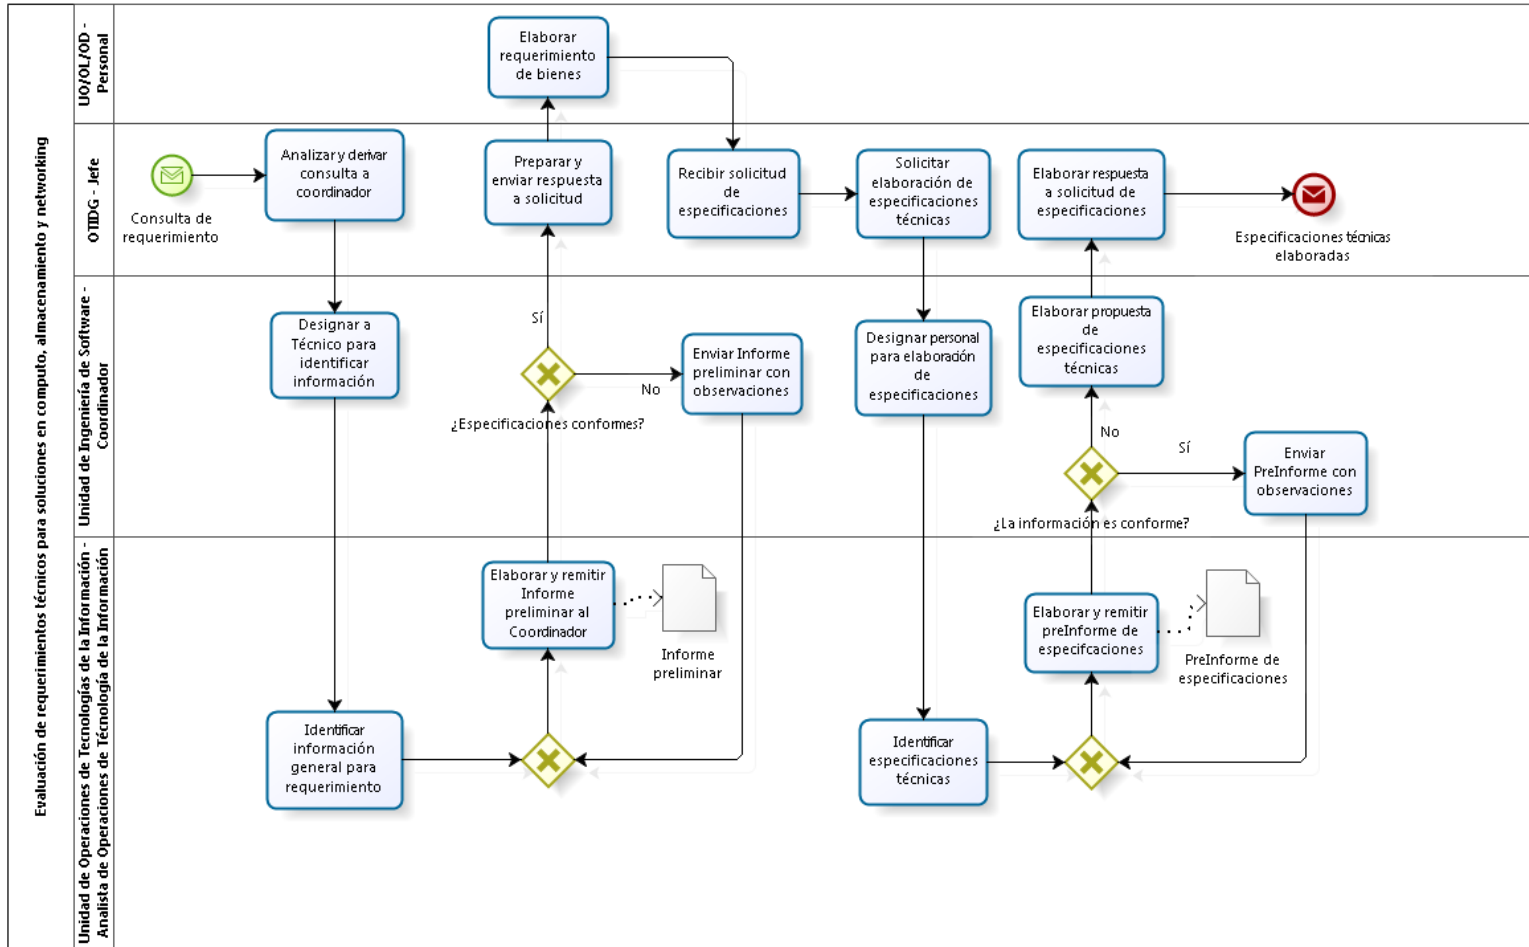 Evaluación de requerimientos técnicos para soluciones en computo, almacenamiento y networking
UO/OL/OD -
Personal
Elaborar
requerimiento
de bienes
OTIDG - Jefe
Consulta de
requerimiento
Analizar y derivar
consulta a
coordinador
Preparar y
enviar respuesta
a solicitud
Recibir solicitud
de
especificaciones
Solicitar
elaboración de
especificaciones
técnicas
Elaborar respuesta
a solicitud de
especificaciones
Especificaciones técnicas
elaboradas
Unidad de Ingeniería de Software -
Coordinador
Designar a
Técnico para
identificar
información
Sí
¿Especificaciones conformes?
No
Enviar Informe
preliminar con
observaciones
Designar personal
para elaboración
de
especificaciones
Elaborar propuesta
de
especificaciones
técnicas
No
Sí
¿La información es conforme?
Enviar
PreInforme con
observaciones
Unidad de Operaciones de Tecnologías de la Información -
Analista de Operaciones de Técnología de la Información
Identificar
información
general para
requerimiento
Elaborar y remitir
Informe
preliminar al
Coordinador
Informe
preliminar
Identificar
especificaciones
técnicas
Elaborar y remitir
preInforme de
especifcaciones
PreInforme de
especificaciones